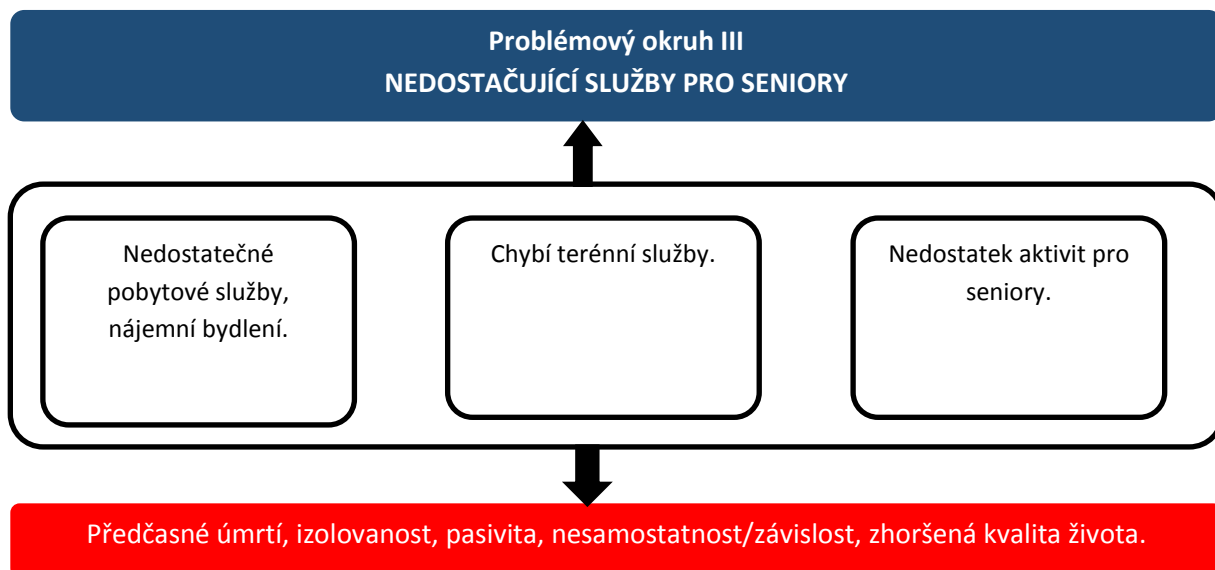 Problémový okruh III
NEDOSTAČUJÍCÍ SLUŽBY PRO SENIORY
Nedostatečné
pobytové služby,
nájemní bydlení.
Chybí terénní služby.
Nedostatek aktivit pro
seniory.
Předčasné úmrtí, izolovanost, pasivita, nesamostatnost/závislost, zhoršená kvalita života.